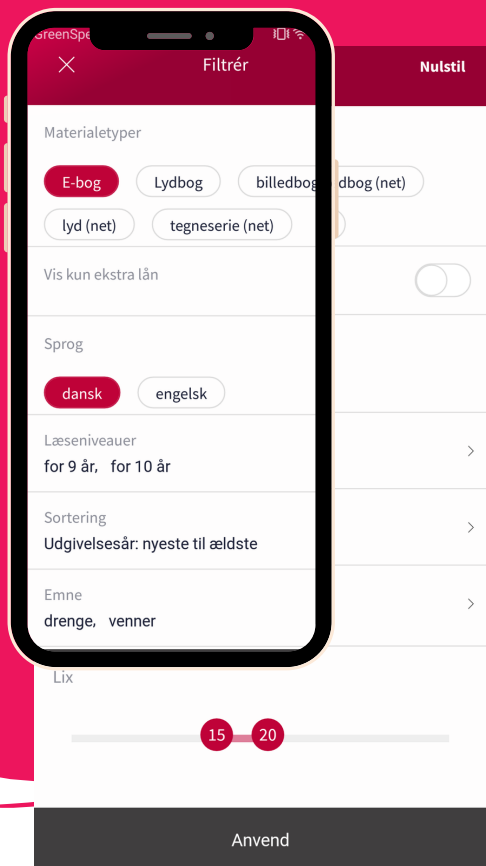 GreenSpe
Filtrér
Nulstil
Materialetyper
E-bog
Lydbog
billedbog dbog (net)
lyd (net)
tegneserie (net)
Vis kun ekstra lån
Sprog
dansk
engelsk
Læseniveauer
for 9 år, for 10 år
Sortering
Udgivelsesår: nyeste til ældste
Emne
drenge, venner
Lix
15
20
Anvend